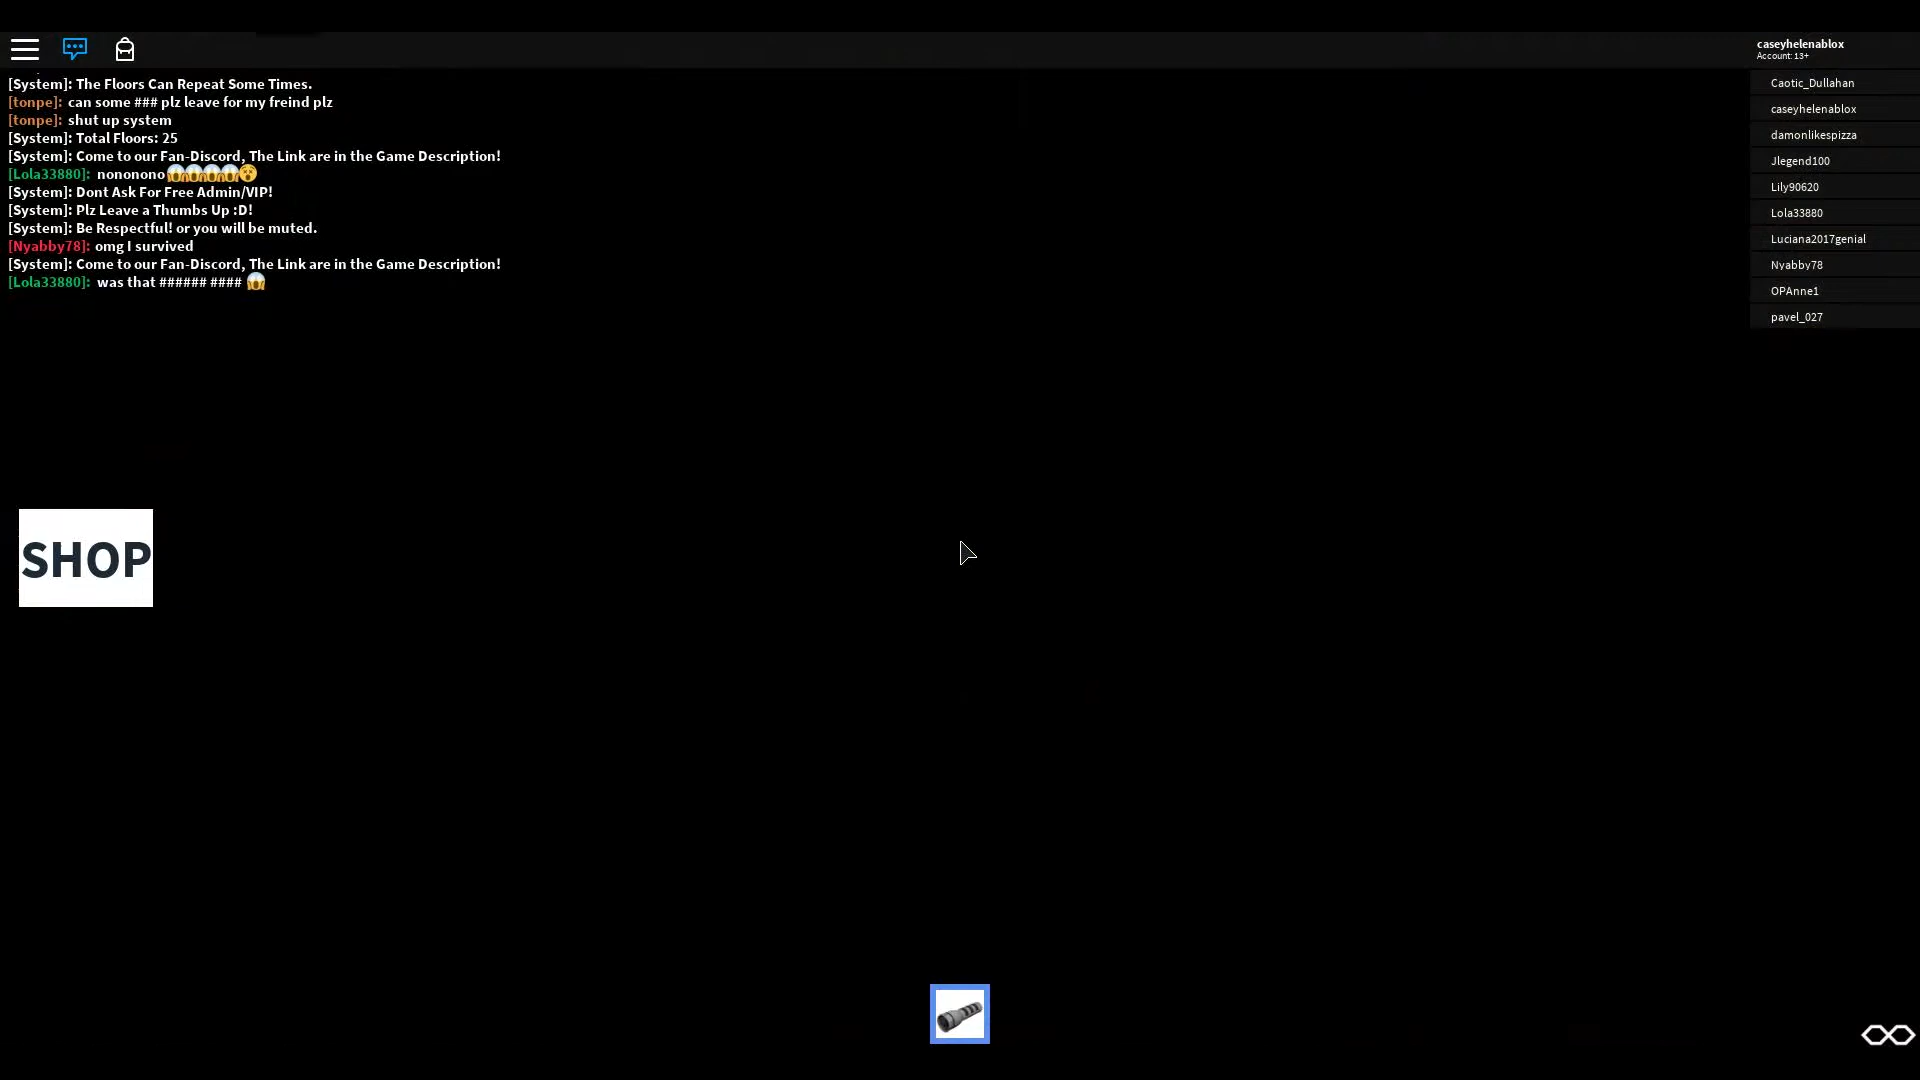 caseyhelenablox
Account: 13+
[System]: The Floors Can Repeat Some Times.
[tonpe]: can some ### plz leave for my freind plz
[tonpe]: shut up system
[System]: Total Floors: 25
[System]: Come to our Fan-Discord, The Link are in the Game Description!
[Lola33880]: nononono😱😱😱😱😵
[System]: Dont Ask For Free Admin/VIP!
[System]: Plz Leave a Thumbs Up :D!
[System]: Be Respectful! or you will be muted.
[Nyabby78]: omg I survived
[System]: Come to our Fan-Discord, The Link are in the Game Description!
[Lola33880]: was that ###### #### 😱
Caotic_Dullahan
caseyhelenablox
damonlikespizza
Jlegend100
Lily90620
Lola33880
Luciana2017genial
Nyabby78
OPAnne1
pavel_027
SHOP